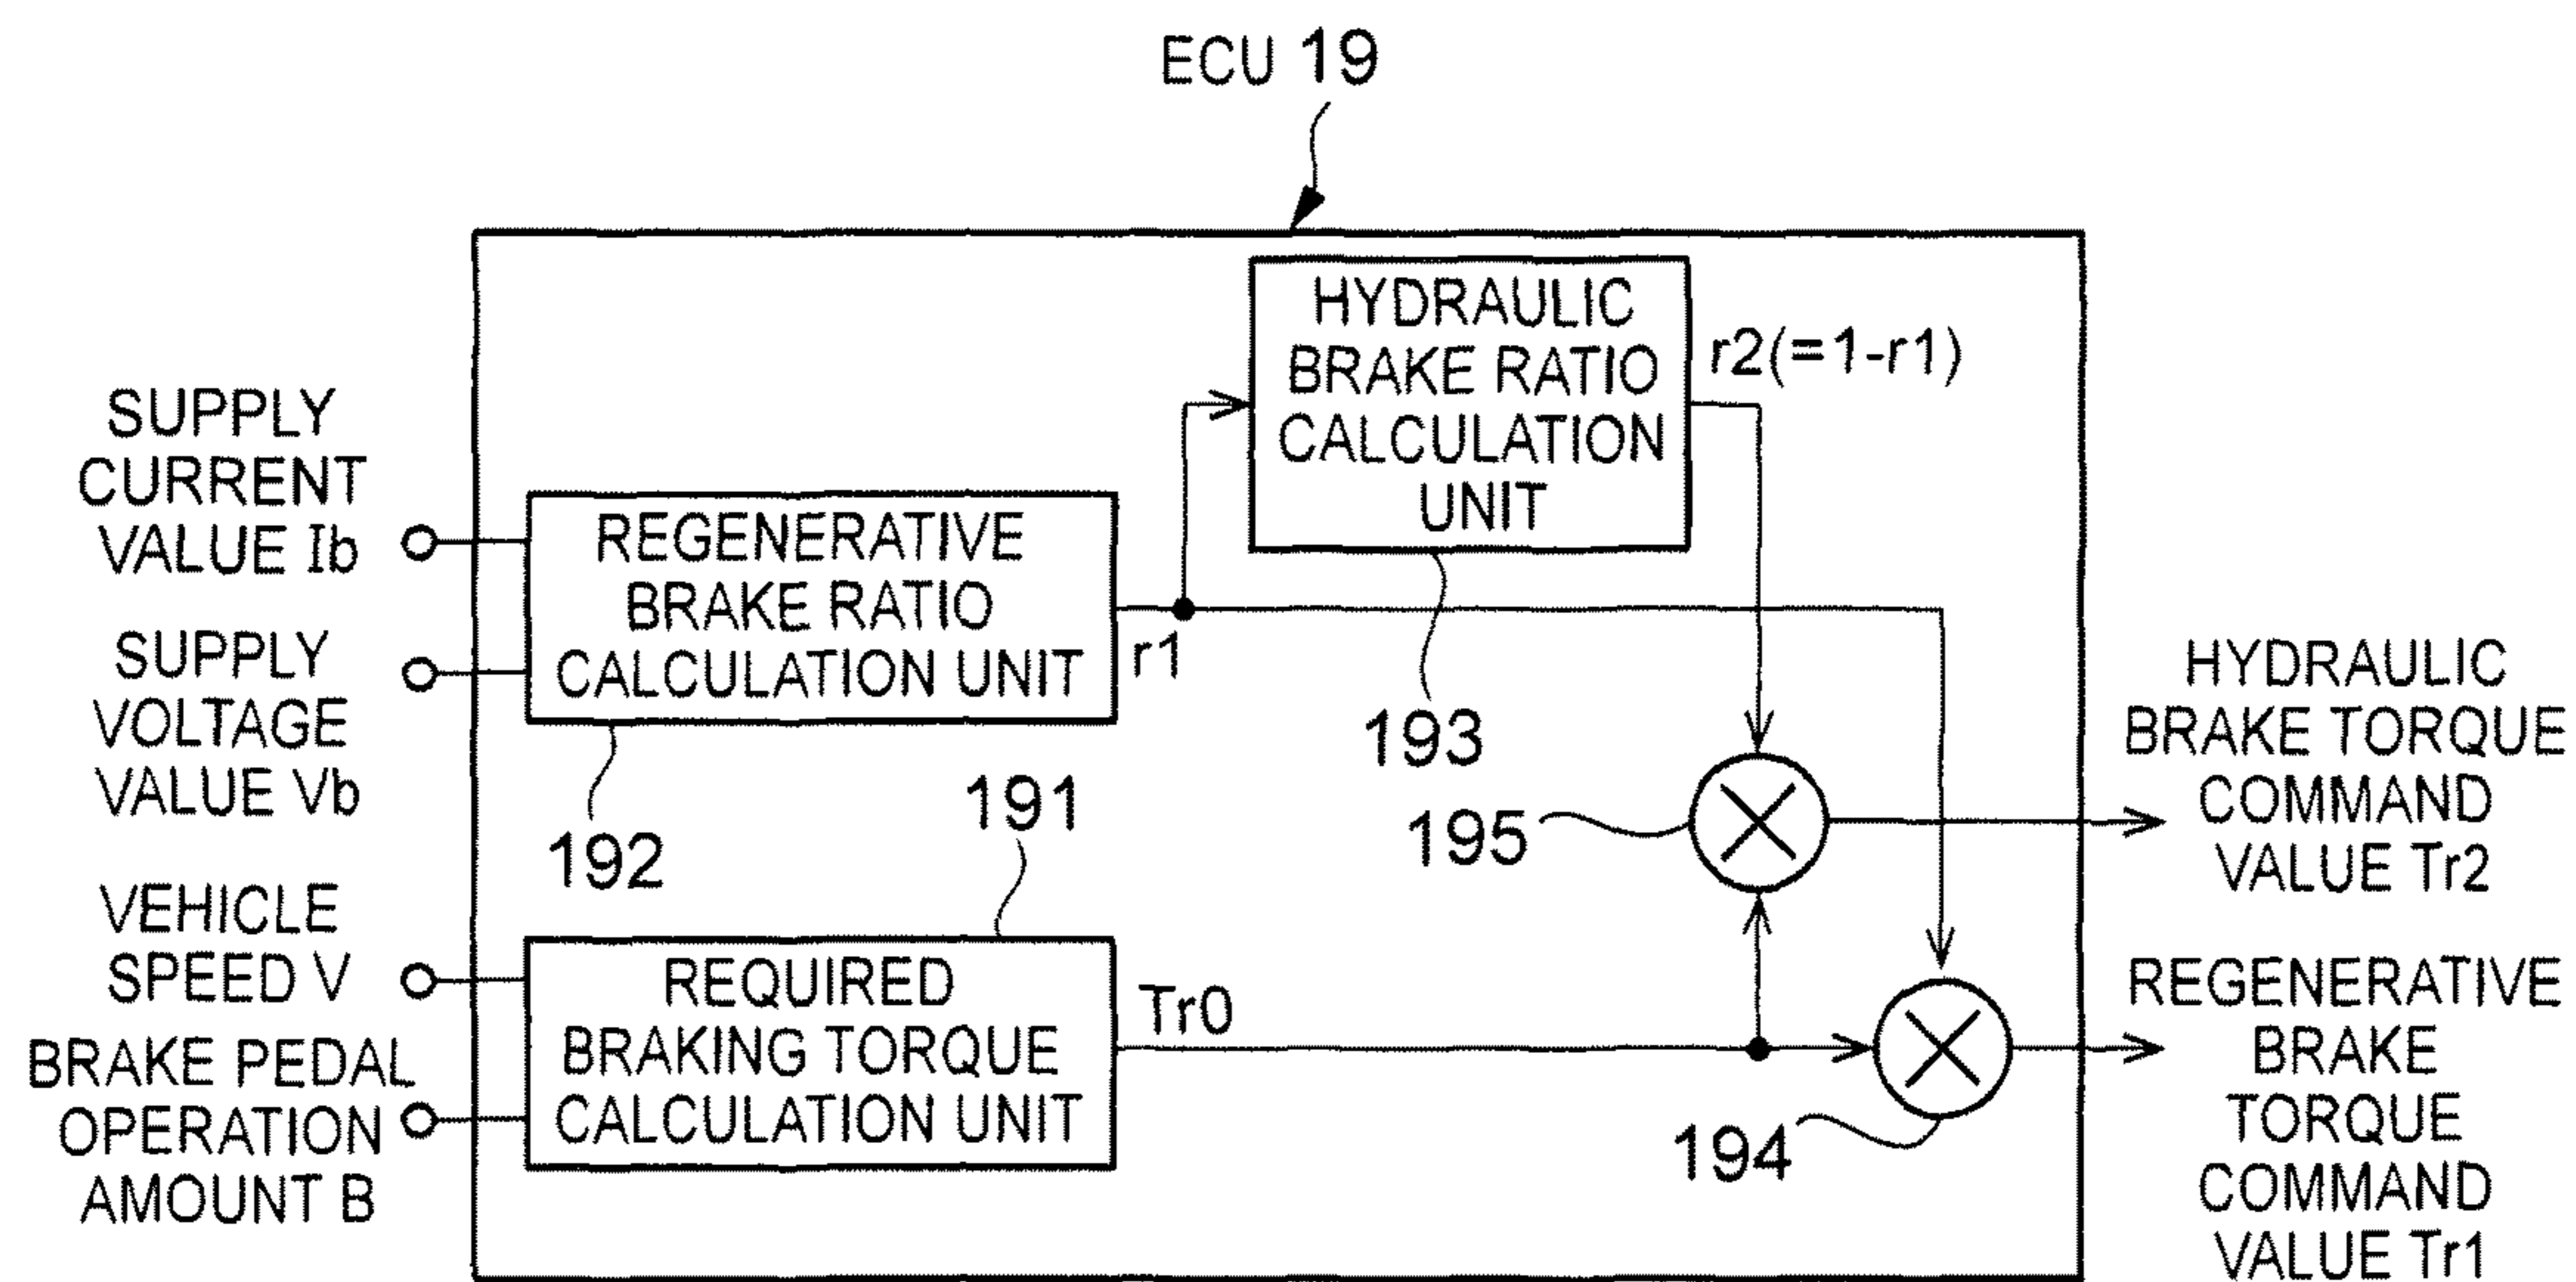 ECU 19
HYDRAULIC
BRAKE RATIO
CALCULATION
UNIT
r2(=1-r1)
SUPPLY
CURRENT
VALUE Ib
REGENERATIVE
BRAKE RATIO
CALCULATION UNIT
r1
SUPPLY
VOLTAGE
VALUE Vb
193
192
191
195
HYDRAULIC
BRAKE TORQUE
COMMAND
VALUE Tr2
VEHICLE
SPEED V
BRAKE PEDAL
OPERATION
AMOUNT B
REQUIRED
BRAKING TORQUE
CALCULATION UNIT
Tr0
194
REGENERATIVE
BRAKE
TORQUE
COMMAND
VALUE Tr1